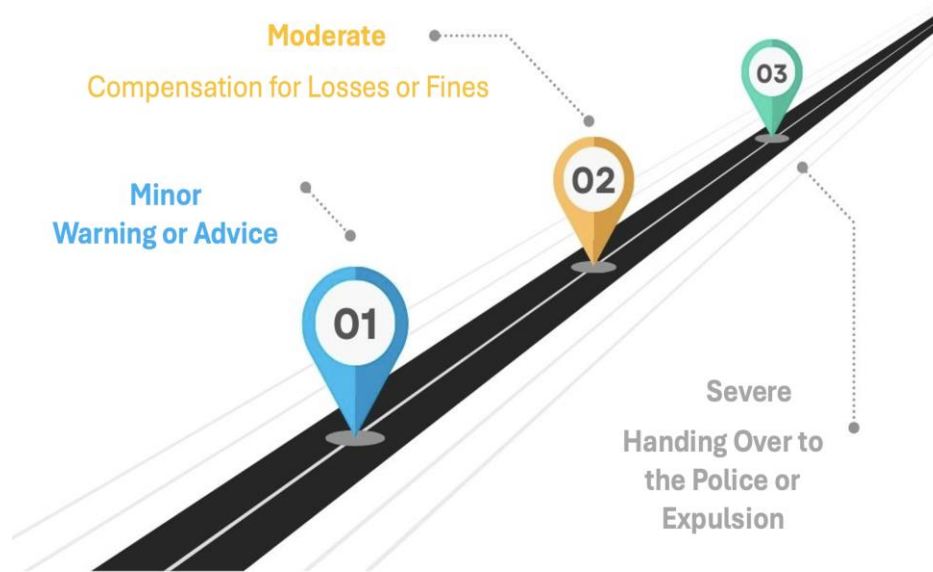 Moderate
Compensation for Losses or Fines
03
02
Minor
Warning or Advice
01
Severe
Handing Over to
the Police or
Expulsion